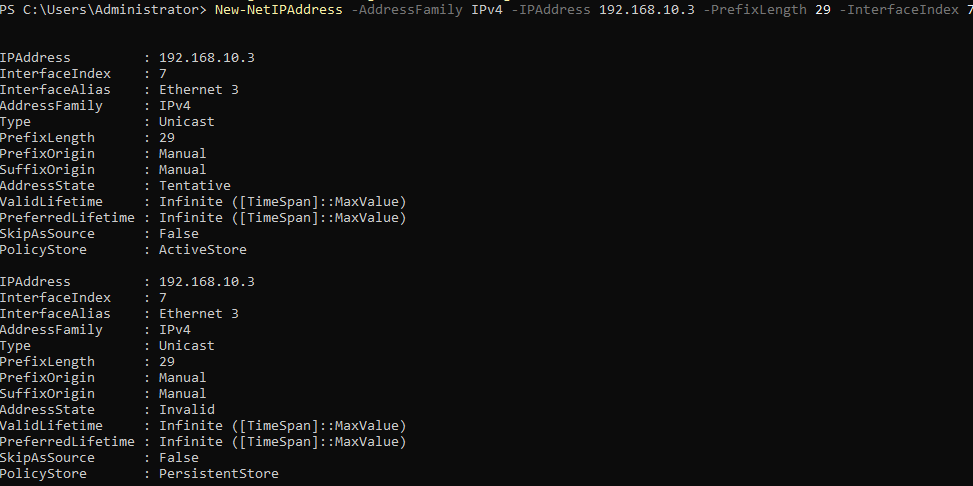 PS C:\Users\Administrator> New-NetIPAddress -AddressFamily IPv4 -IPAddress 192.168.10.3 -PrefixLength 29 -InterfaceIndex 7
IPAddress         : 192.168.10.3
InterfaceIndex    : 7
InterfaceAlias    : Ethernet 3
AddressFamily     : IPv4
Type              : Unicast
PrefixLength      : 29
PrefixOrigin      : Manual
SuffixOrigin      : Manual
AddressState      : Tentative
ValidLifetime     : Infinite ([TimeSpan]::MaxValue)
PreferredLifetime : Infinite ([TimeSpan]::MaxValue)
SkipAsSource      : False
PolicyStore       : ActiveStore
IPAddress         : 192.168.10.3
InterfaceIndex    : 7
InterfaceAlias    : Ethernet 3
AddressFamily     : IPv4
Type              : Unicast
PrefixLength      : 29
PrefixOrigin      : Manual
SuffixOrigin      : Manual
AddressState      : Invalid
ValidLifetime     : Infinite ([TimeSpan]::MaxValue)
PreferredLifetime : Infinite ([TimeSpan]::MaxValue)
SkipAsSource      : False
PolicyStore       : PersistentStore